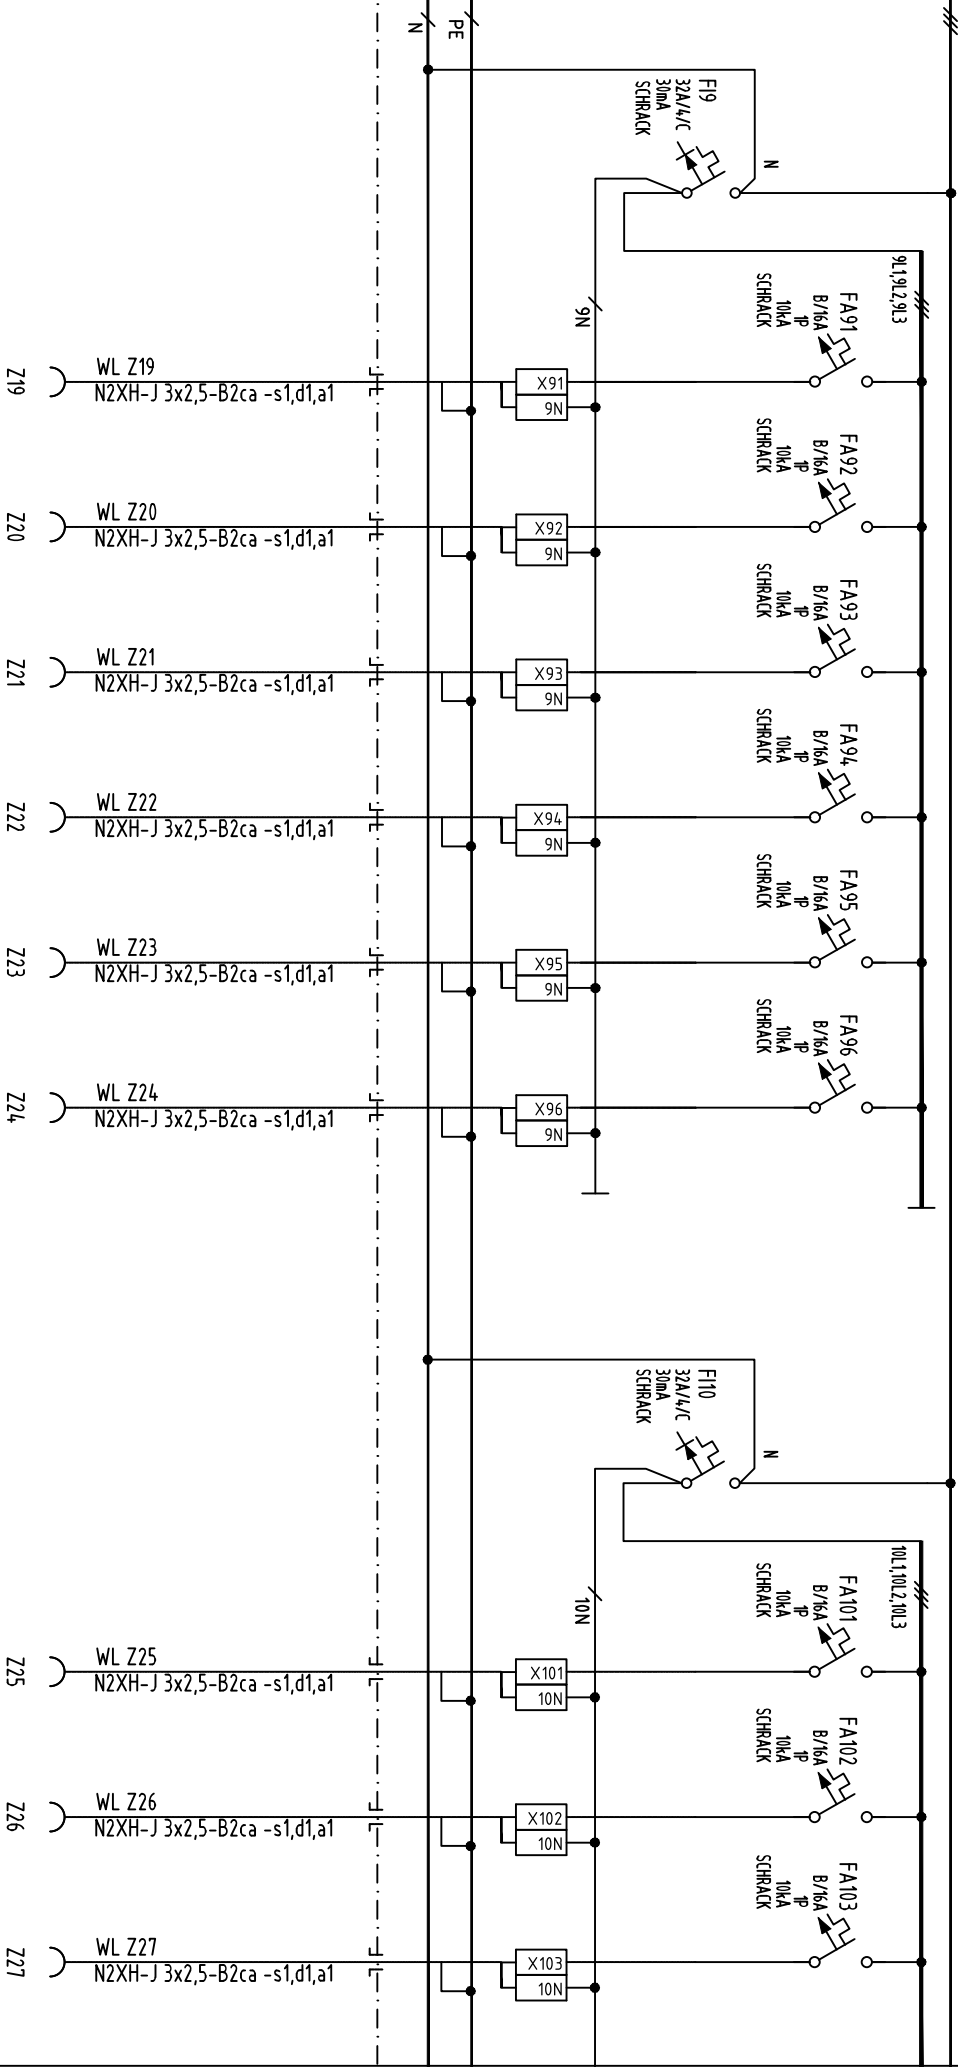 N
PE
FI9
32A/4/C
30mA
SCHRACK
N
9N
9L1,9L2,9L3
FA91
B/16A
1P
10kA
SCHRACK
WL Z19
N2XH-J 3x2,5-B2ca -s1,d1,a1
Z19
X91
9N
FA92
B/16A
1P
10kA
SCHRACK
WL Z20
N2XH-J 3x2,5-B2ca -s1,d1,a1
Z20
X92
9N
FA93
B/16A
1P
10kA
SCHRACK
WL Z21
N2XH-J 3x2,5-B2ca -s1,d1,a1
Z21
X93
9N
FA94
B/16A
1P
10kA
SCHRACK
WL Z22
N2XH-J 3x2,5-B2ca -s1,d1,a1
Z22
X94
9N
FA95
B/16A
1P
10kA
SCHRACK
WL Z23
N2XH-J 3x2,5-B2ca -s1,d1,a1
Z23
X95
9N
FA96
B/16A
1P
10kA
SCHRACK
WL Z24
N2XH-J 3x2,5-B2ca -s1,d1,a1
Z24
X96
9N
FI10
32A/4/C
30mA
SCHRACK
N
10N
10L1,10L2,10L3
FA101
B/16A
1P
10kA
SCHRACK
WL Z25
N2XH-J 3x2,5-B2ca -s1,d1,a1
Z25
X101
10N
FA102
B/16A
1P
10kA
SCHRACK
WL Z26
N2XH-J 3x2,5-B2ca -s1,d1,a1
Z26
X102
10N
FA103
B/16A
1P
10kA
SCHRACK
WL Z27
N2XH-J 3x2,5-B2ca -s1,d1,a1
Z27
X103
10N